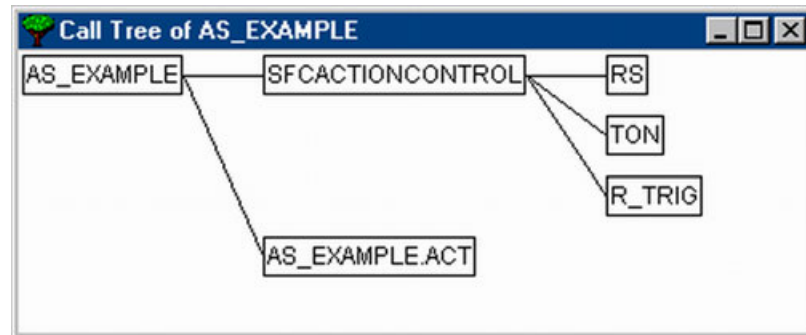 Call Tree of AS_EXAMPLE
AS_EXAMPLE SFCACTIONCONTROL RS
TON
R_TRIG
AS_EXAMPLE.ACT